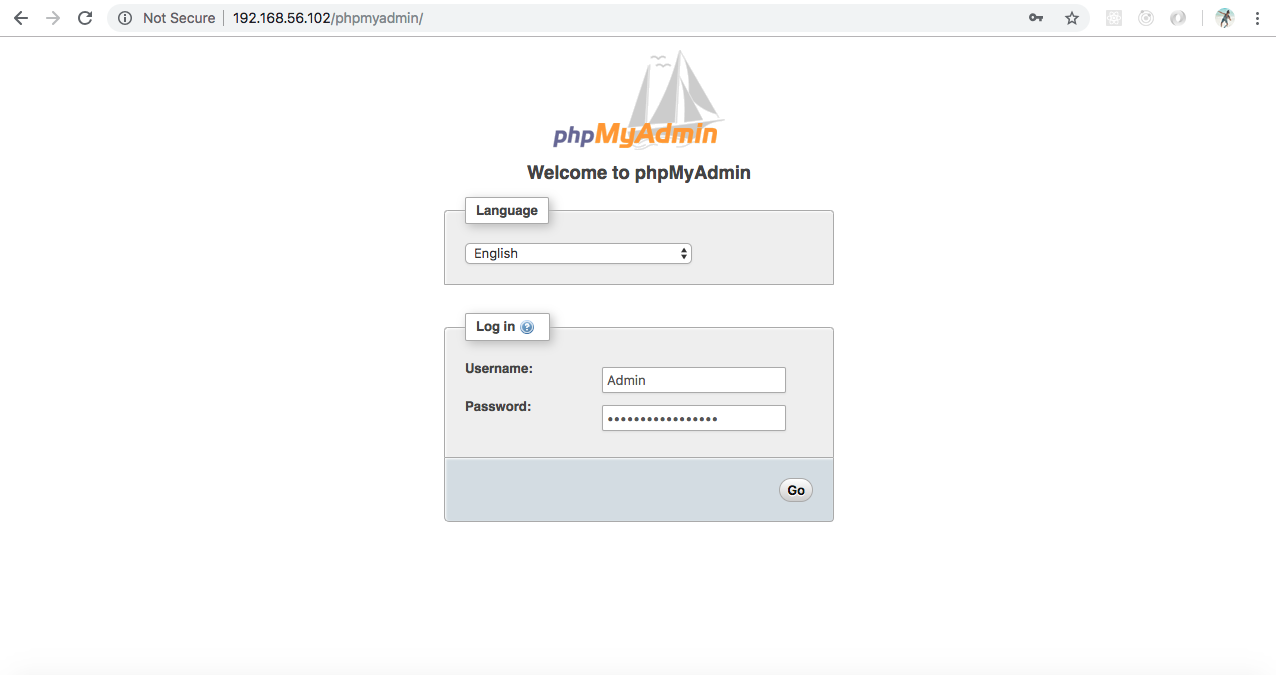 Not Secure 192.168.56.102/phpmyadmin/
phpMyAdmin
Welcome to phpMyAdmin
Language
English
Log in
Username:
Admin
Password:
•••••••••••••••••
Go